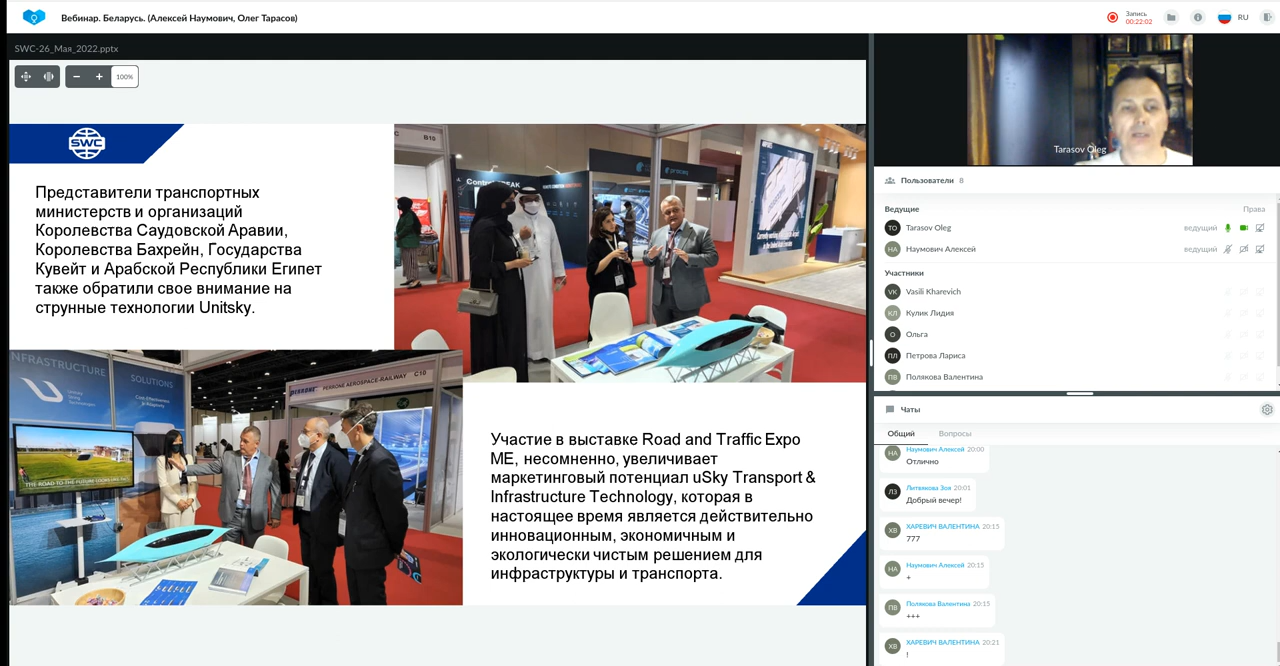 Вебинар. Беларусь. (Алексей Наумович, Олег Тарасов)
Запись
00:22:02
RU
SWC-26_Мая_2022.pptx
100%
SWC
Представители транспортных
министерств и организаций
Королевства Саудовской Аравии,
Королевства Бахрейн, Государства
Кувейт и Арабской Республики Египет
также обратили свое внимание на
струнные технологии Unitsky.
B10
INFRASTRUCTURE
SOLUTIONS
PERRONE AEROSPACE-RAILWAY C10
Участие в выставке Road and Traffic Expo
ME, несомненно, увеличивает
маркетинговый потенциал uSky Transport &
Infrastructure Technology, которая в
настоящее время является действительно
инновационным, экономичным и
экологически чистым решением для
инфраструктуры и транспорта.
Tarasov Oleg
Пользователи 8
Ведущие Права
TO Tarasov Oleg ведущий
НА Наумович Алексей ведущий
Участники
VK Vasili Kharevich
КЛ Кулик Лидия
О Ольга
ПЛ Петрова Лариса
ПВ Полякова Валентина
Чаты
Общий Вопросы
НА Наумович Алексей 20:00
Отлично
ЛЗ Литвякова Зоя 20:01
Добрый вечер!
ХВ ХАРЕВИЧ ВАЛЕНТИНА 20:15
777
НА Наумович Алексей 20:15
+
ПВ Полякова Валентина 20:15
+++
ХВ ХАРЕВИЧ ВАЛЕНТИНА 20:21
!